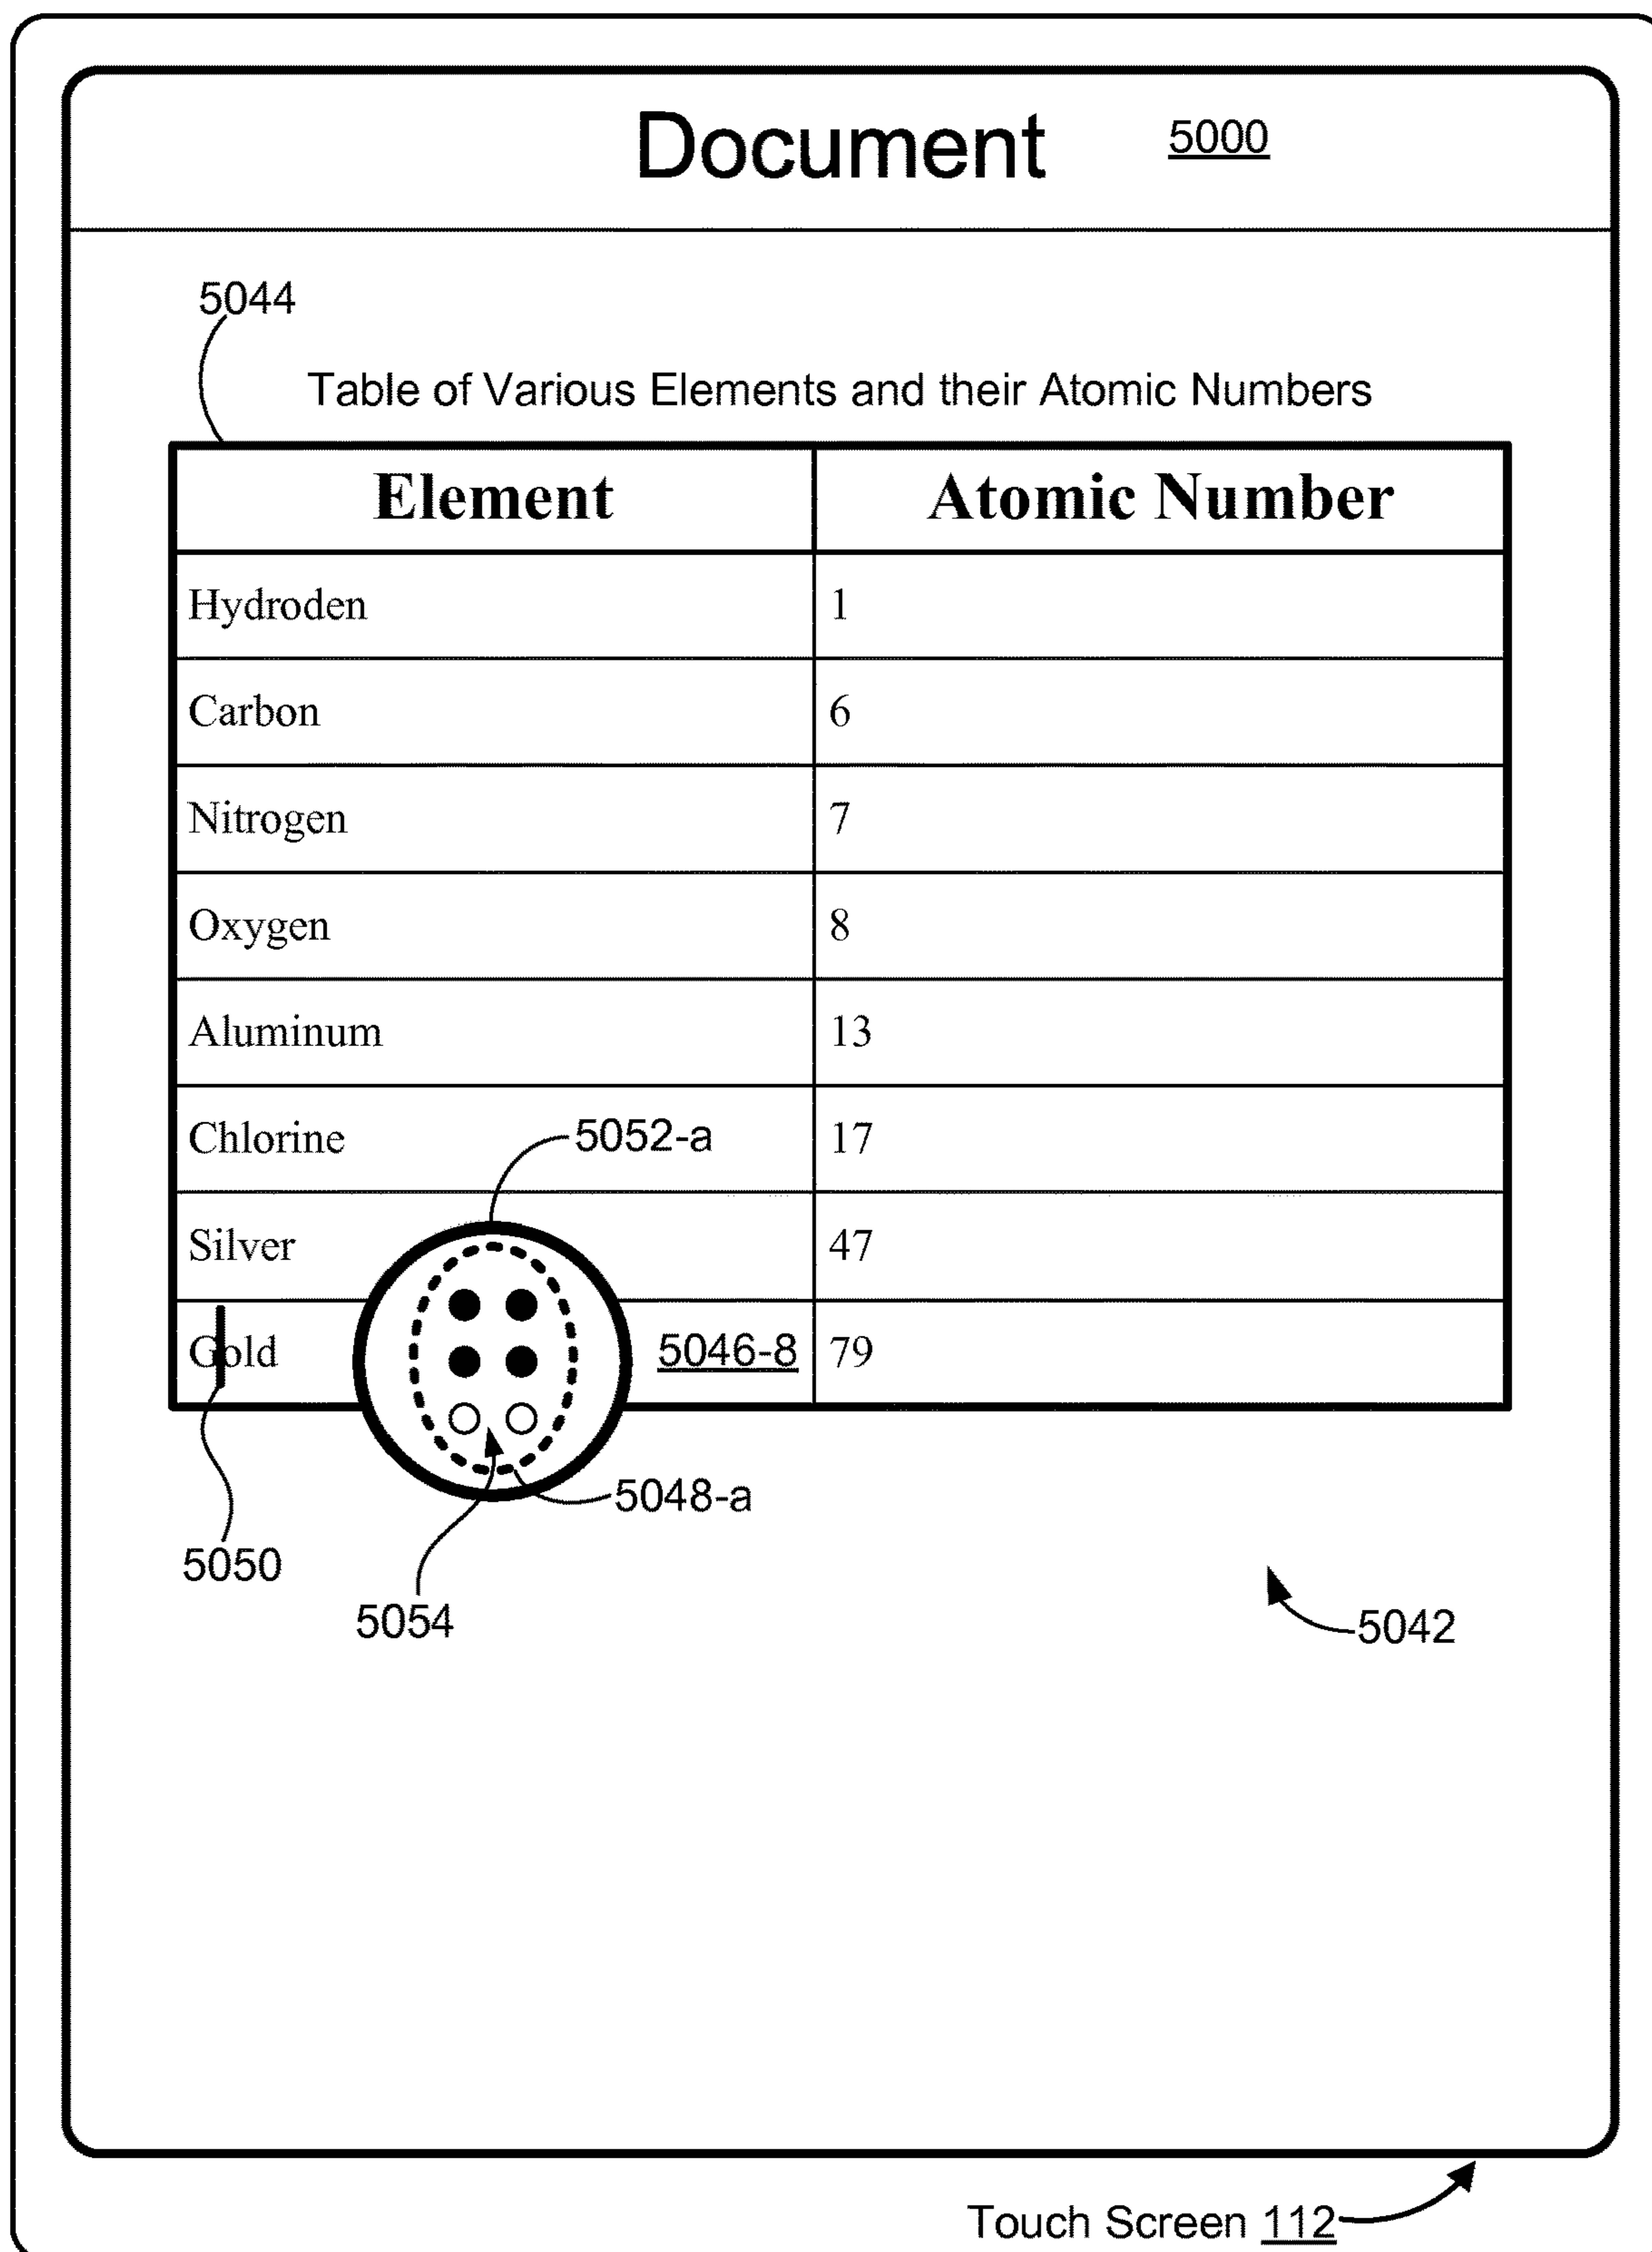 Document 5000
5044
Table of Various Elements and their Atomic Numbers
Element Atomic Number
Hydroden 1
Carbon 6
Nitrogen 7
Oxygen 8
Aluminum 13
Chlorine 17
5052-a
Silver 47
Gold 5046-8 79
5048-a
5050
5054
5042
Touch Screen 112